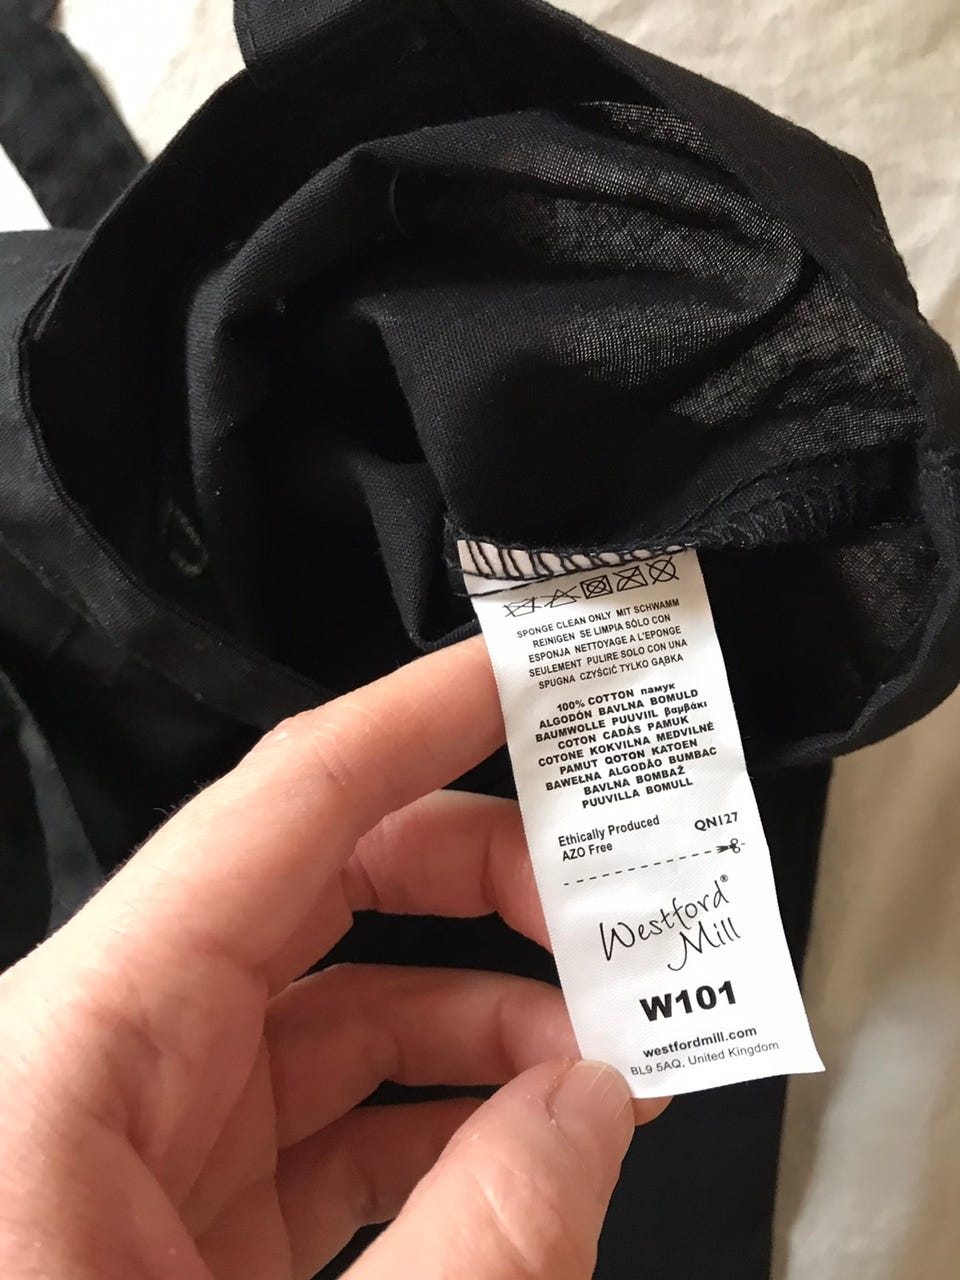 SPONGE CLEAN ONLY MIT SCHWAMM
REINIGEN SE LIMPIA SÓLO CON
ESPONJA NETTOYAGE A L'EPONGE
SEULEMENT PULIRE SOLO CON UNA
SPUGNA CZYŚCIĆ TYLKO GĄBKA
100% COTTON памук
ALGODÓN BAVLNA BOMULD
BAUMWOLLE PUUVIIL βαμβάκι
COTON CADÁS PAMUK
COTONE KOKVILNA MEDVILNĖ
PAMUT QOTON KATOEN
BAWEŁNA ALGODÃO BUMBAC
BAVLNA BOMBAŽ
PUUVILLA BOMULL
Ethically Produced QN127
AZO Free
Westford®
Mill
W101
westfordmill.com
BL9 5AQ, United Kingdom